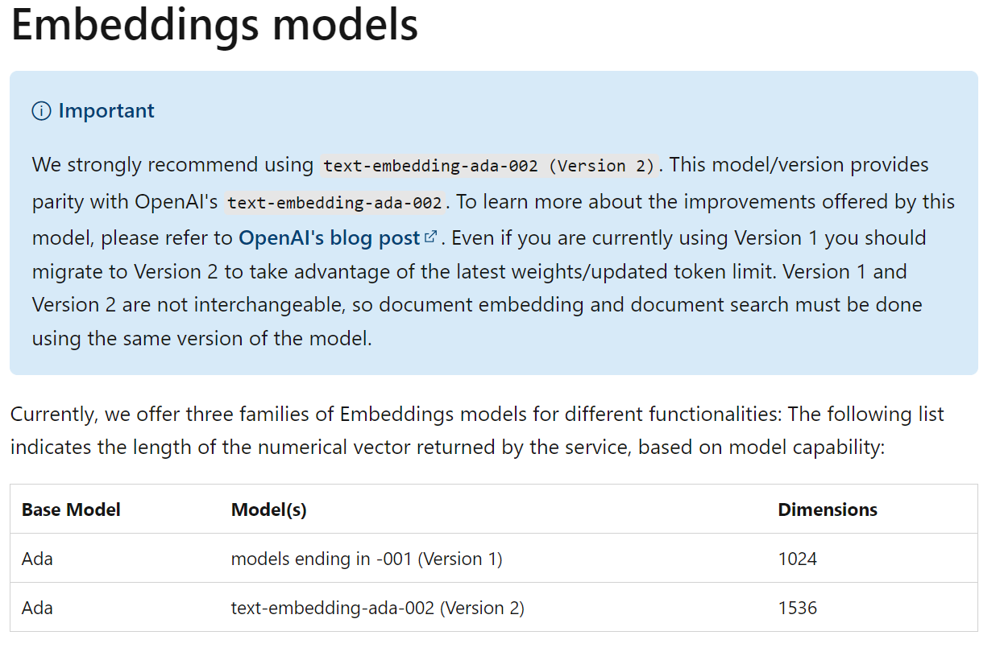 Embeddings models
Important
We strongly recommend using text-embedding-ada-002 (Version 2). This model/version provides
parity with OpenAI's text-embedding-ada-002. To learn more about the improvements offered by this
model, please refer to OpenAI's blog post. Even if you are currently using Version 1 you should
migrate to Version 2 to take advantage of the latest weights/updated token limit. Version 1 and
Version 2 are not interchangeable, so document embedding and document search must be done
using the same version of the model.
Currently, we offer three families of Embeddings models for different functionalities: The following list
indicates the length of the numerical vector returned by the service, based on model capability:
Base Model Model(s) Dimensions
Ada models ending in -001 (Version 1) 1024
Ada text-embedding-ada-002 (Version 2) 1536